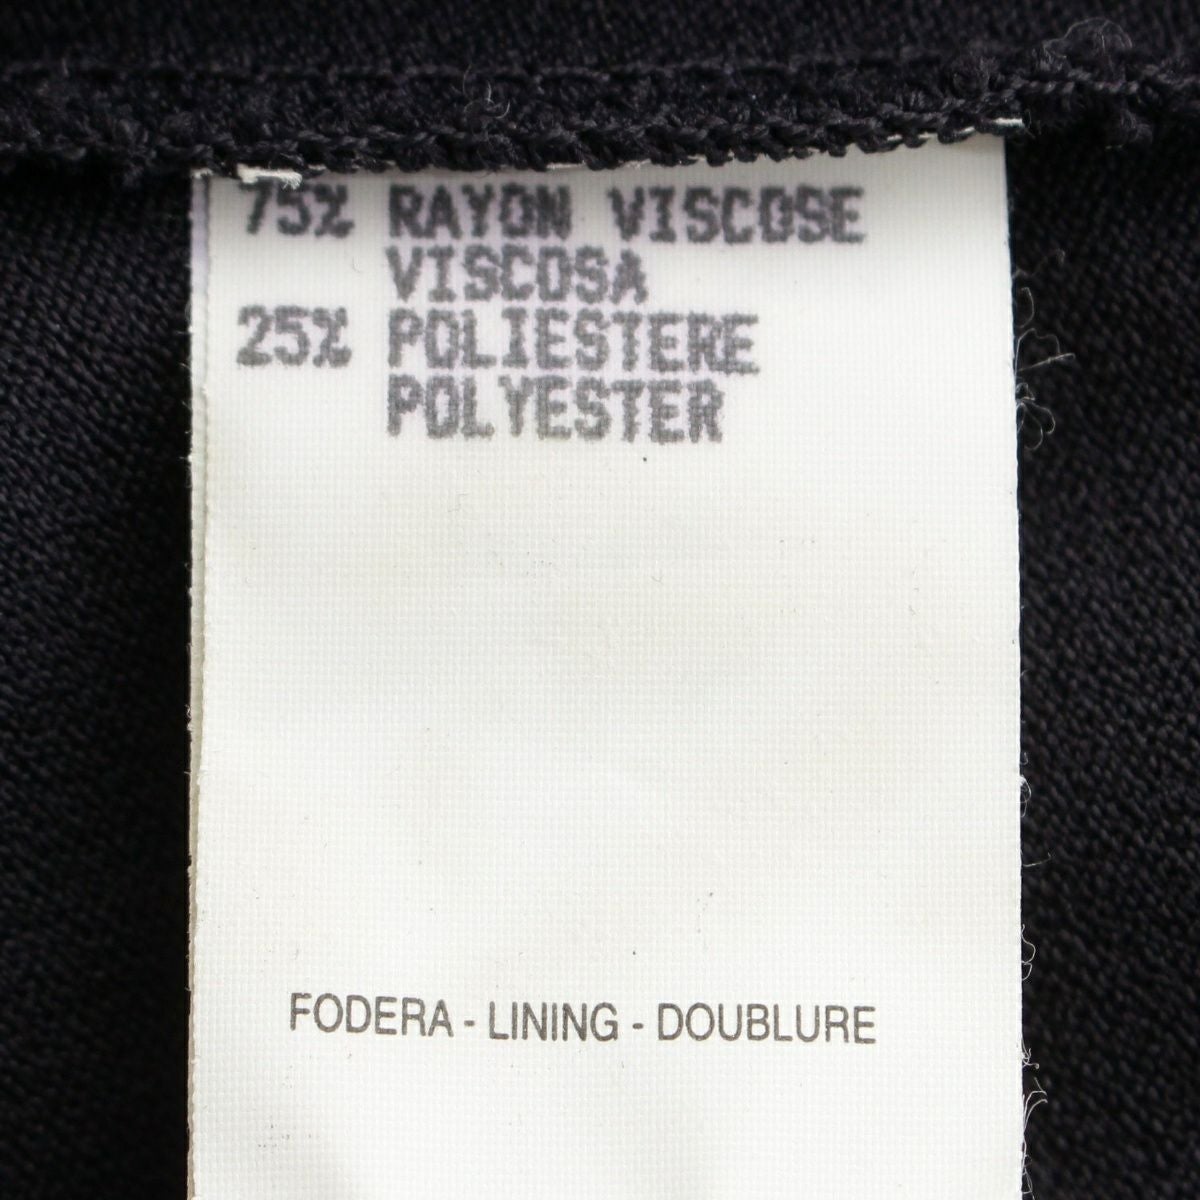 75% RAYON VISCOSE
VISCOSA
25% POLIESTERE
POLYESTER
FODERA - LINING - DOUBLURE